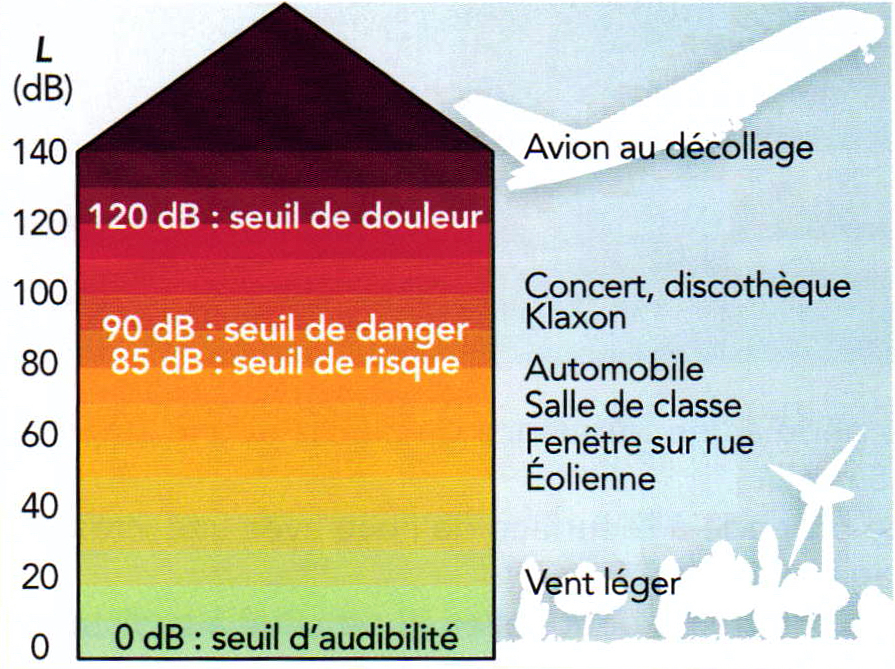 L
(dB)
140
120
100
80
60
40
20
0
120 dB : seuil de douleur
90 dB : seuil de danger
85 dB : seuil de risque
0 dB : seuil d'audibilité
Avion au décollage
Concert, discothèque
Klaxon
Automobile
Salle de classe
Fenêtre sur rue
Éolienne
Vent léger